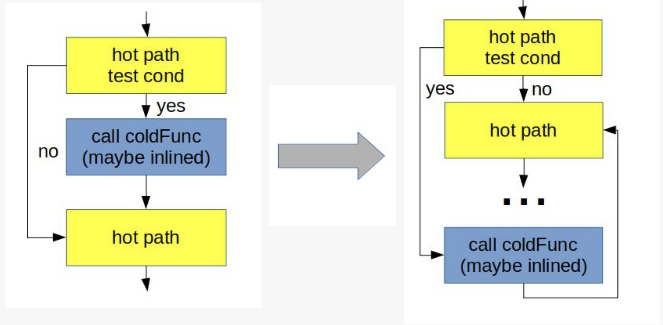 hot path
test cond
yes
call coldFunc
(maybe inlined)
no
hot path
hot path
test cond
yes
no
hot path
...
call coldFunc
(maybe inlined)